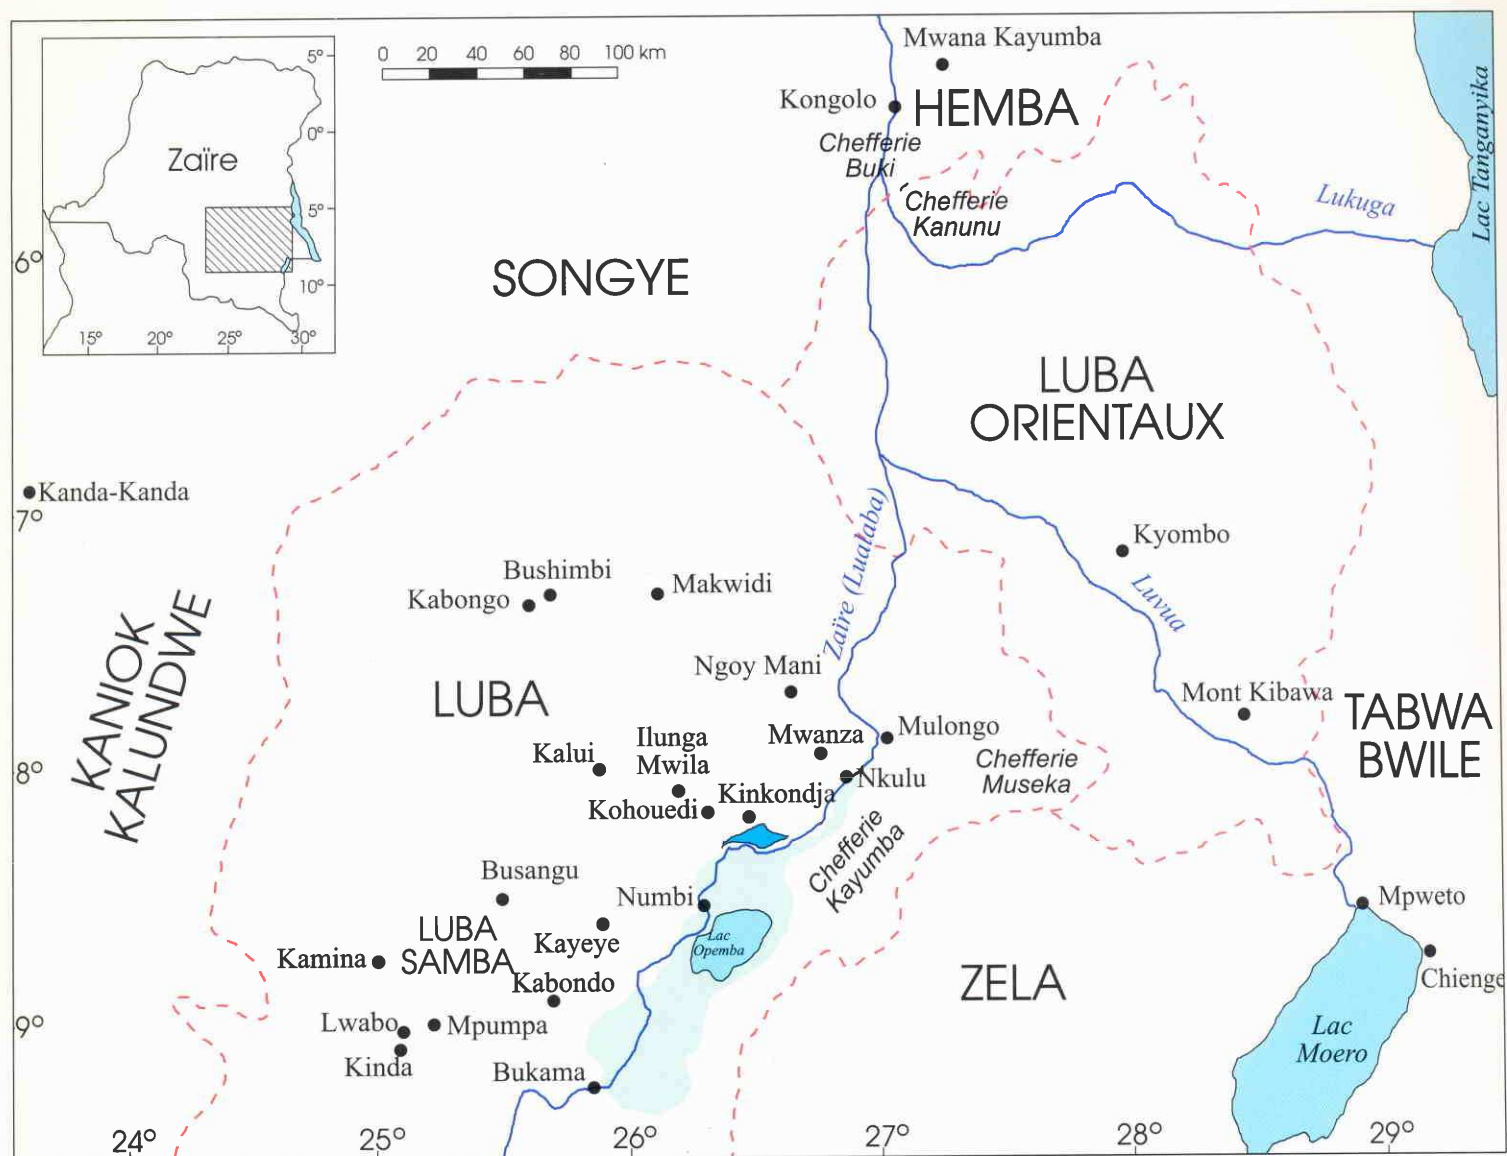 0 20 40 60 80 100 km
5°
0°
5°
10°
15° 20° 25° 30°
Zaïre
Mwana Kayumba
Kongolo
HEMBA
Chefferie
Buki
Chefferie
Kanunu
Lukuga
Lac Tanganyika
6°
SONGYE
LUBA
ORIENTAUX
Kanda-Kanda
7°
Zaïre (Lualaba)
Kyombo
Luvua
Bushimbi
Kabongo
Makwidi
KANIOK
KALUNDWE
Ngoy Mani
LUBA
Mont Kibawa
TABWA
BWILE
Mulongo
Mwanza
Ilunga
Mwila
Kalui
Chefferie
Museka
8°
Nkulu
Kinkondja
Kohouedi
Chefferie
Kayumba
Busangu
Numbi
Mpweto
LUBA
SAMBA
Kayeye
Lac
Opemba
Kamina
Kabondo
ZELA
Chienge
9°
Lwabo
Mpumpa
Lac
Moero
Kinda
Bukama
24° 25° 26° 27° 28° 29°